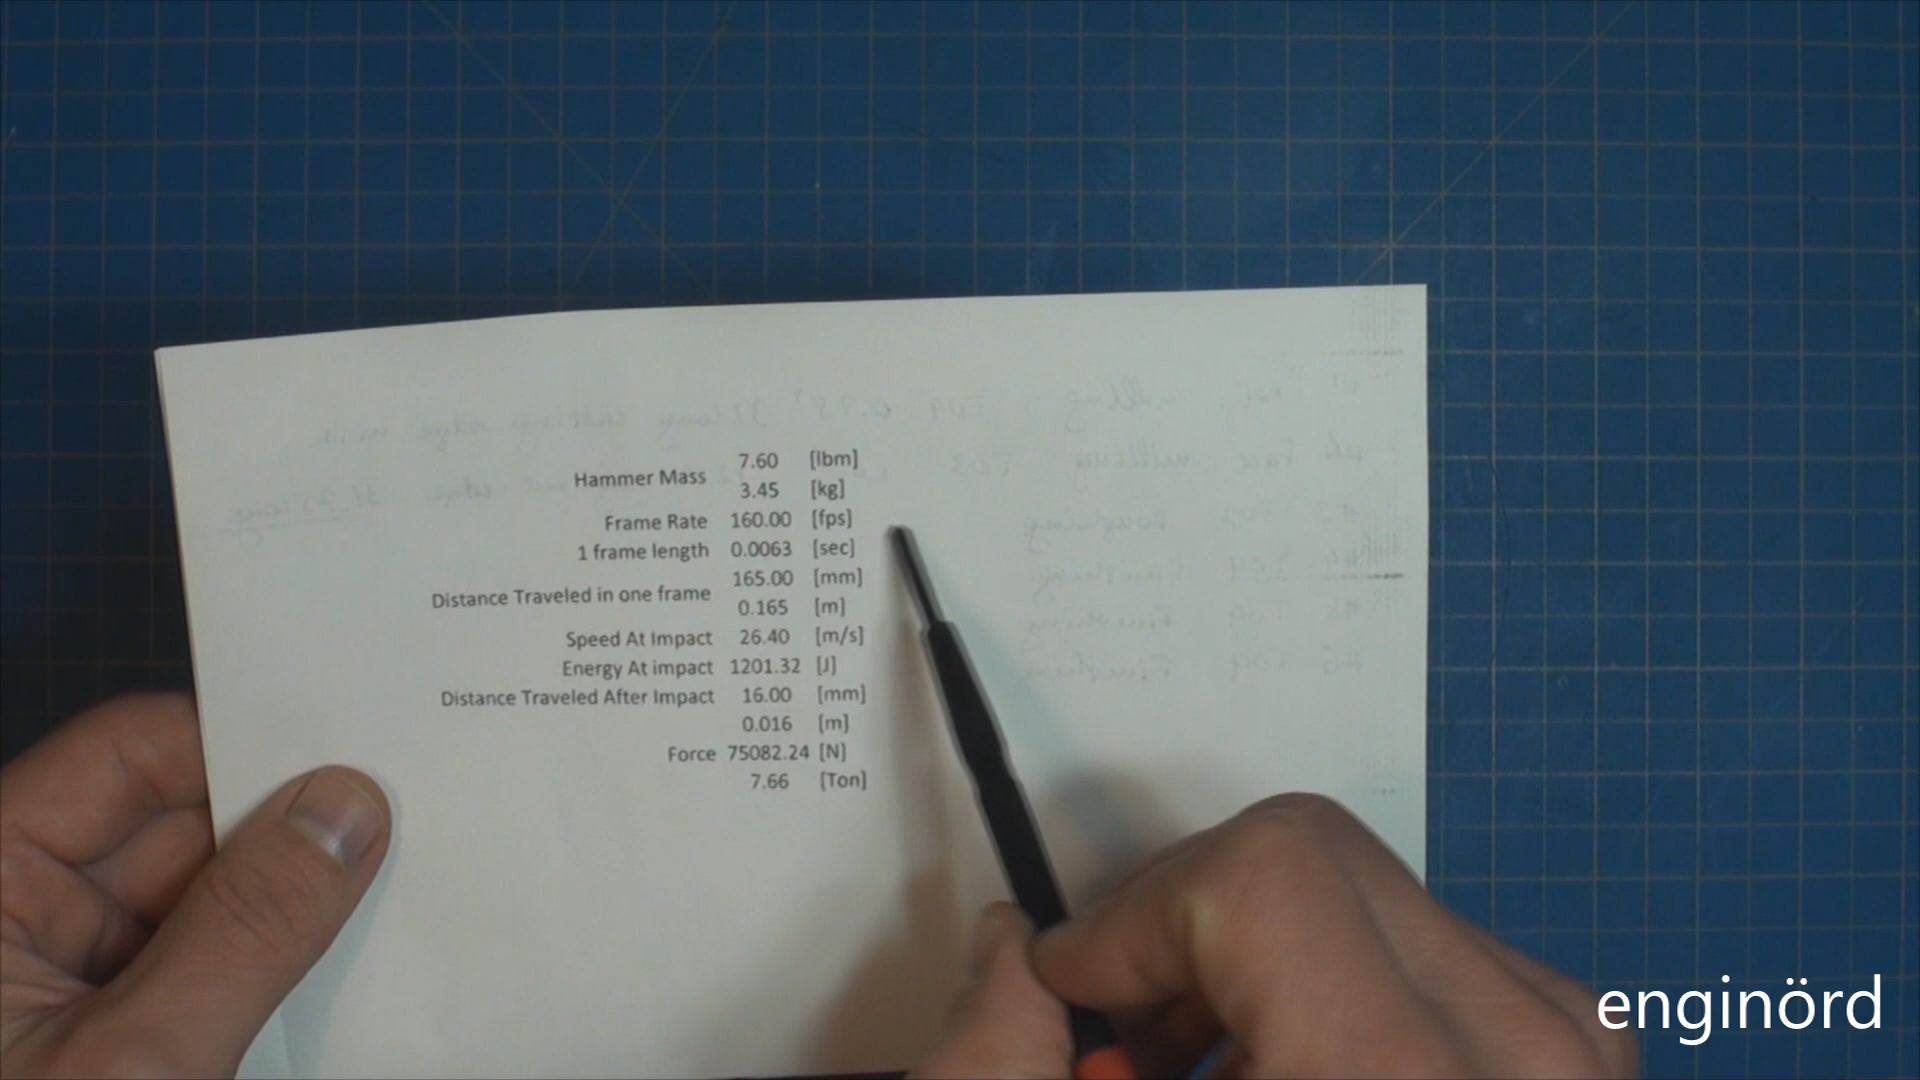 7.60 [lbm]
Hammer Mass
3.45 [kg]
Frame Rate 160.00 [fps]
1 frame length 0.0063 [sec]
165.00 [mm]
Distance Traveled in one frame
0.165 [m]
Speed At Impact 26.40 [m/s]
Energy At impact 1201.32 [J]
Distance Traveled After Impact 16.00 [mm]
0.016 [m]
Force 75082.24 [N]
7.66 [Ton]
enginörd